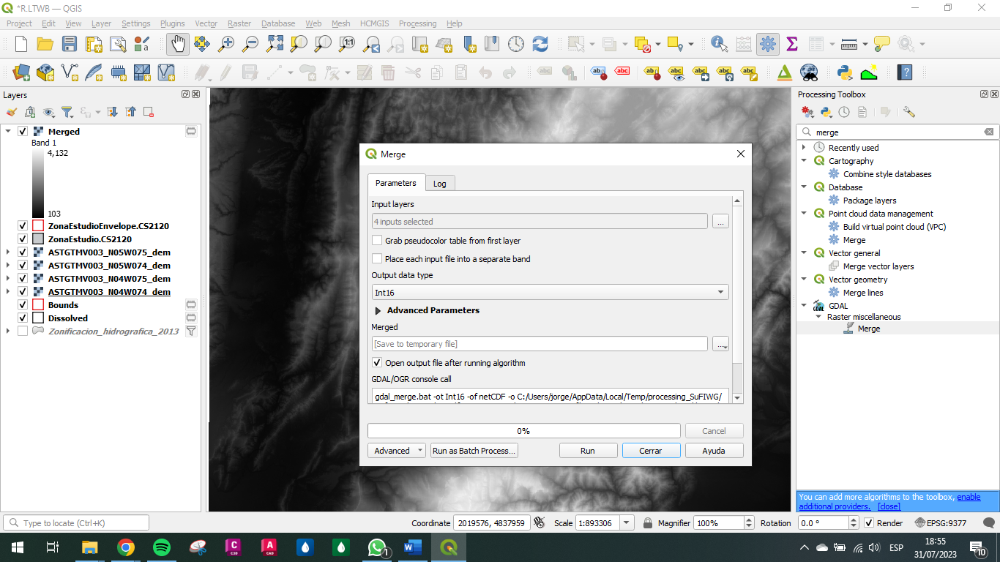 *R.LTWB — QGIS
Project Edit View Layer Settings Plugins Vector Raster Database Web Mesh HCMGIS Processing Help
Layers
Merged
Band 1
4,132
103
ZonaEstudioEnvelope.CS2120
ZonaEstudio.CS2120
ASTGTMV003_N05W075_dem
ASTGTMV003_N05W074_dem
ASTGTMV003_N04W075_dem
ASTGTMV003_N04W074_dem
Bounds
Dissolved
Zonificacion_hidrografica_2013
Merge
Parameters Log
Input layers
4 inputs selected
...
Grab pseudocolor table from first layer
Place each input file into a separate band
Output data type
Int16
Advanced Parameters
Merged
[Save to temporary file]
...
Open output file after running algorithm
GDAL/OGR console call
gdal_merge.bat -ot Int16 -of netCDF -o C:/Users/jorge/AppData/Local/Temp/processing_SuFIWG/
0%
Cancel
Advanced Run as Batch Process... Run Cerrar Ayuda
Processing Toolbox
merge
Recently used
Cartography
Combine style databases
Database
Package layers
Point cloud data management
Build virtual point cloud (VPC)
Merge
Vector general
Merge vector layers
Vector geometry
Merge lines
GDAL
Raster miscellaneous
Merge
You can add more algorithms to the toolbox, enable
additional providers. [close]
Type to locate (Ctrl+K)
Coordinate 2019576, 4837959 Scale 1:893306 Magnifier 100% Rotation 0.0 ° Render EPSG:9377
ESP
18:55
31/07/2023
10